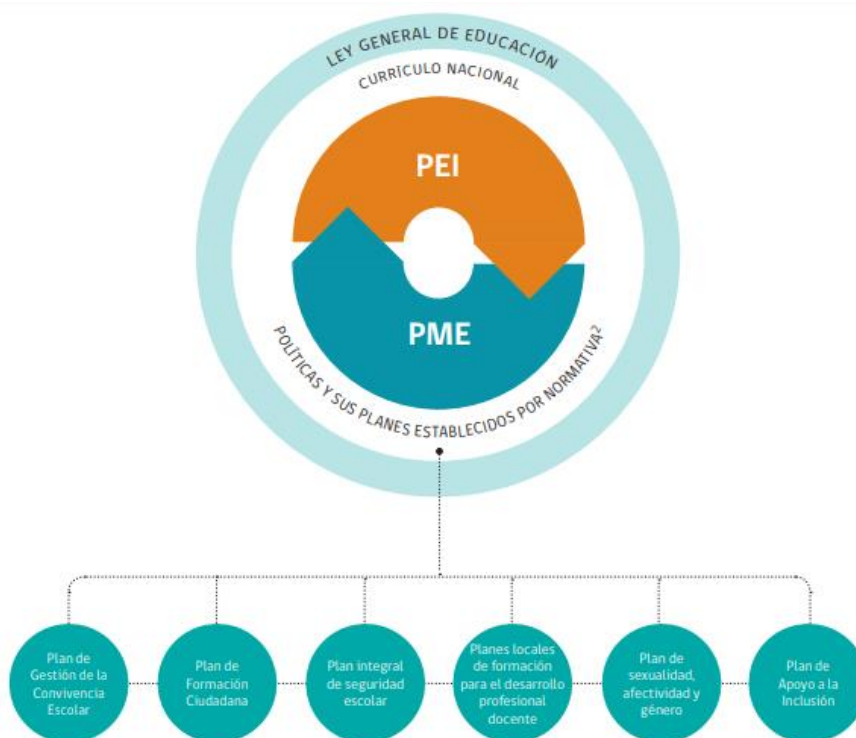 LEY GENERAL DE EDUCACIÓN
CURRÍCULO NACIONAL
PEI
PME
POLÍTICAS Y SUS PLANES ESTABLECIDOS POR NORMATIVA²
Plan de
Gestión de la
Convivencia
Escolar
Plan de
Formación
Ciudadana
Plan integral
de seguridad
escolar
Planes locales
de formación
para el desarrollo
profesional
docente
Plan de
sexualidad,
afectividad y
género
Plan de
Apoyo a la
Inclusión